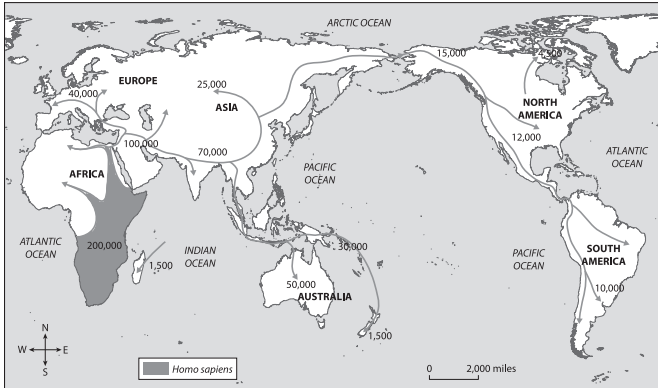 ARCTIC OCEAN
15,000
4,500
EUROPE
25,000
ASIA
40,000
NORTH
AMERICA
12,000
100,000
70,000
PACIFIC
OCEAN
ATLANTIC
OCEAN
AFRICA
ATLANTIC
OCEAN
200,000
1,500
INDIAN
OCEAN
30,000
PACIFIC
OCEAN
SOUTH
AMERICA
50,000
AUSTRALIA
10,000
1,500
N
W
E
S
Homo sapiens
0
2,000 miles